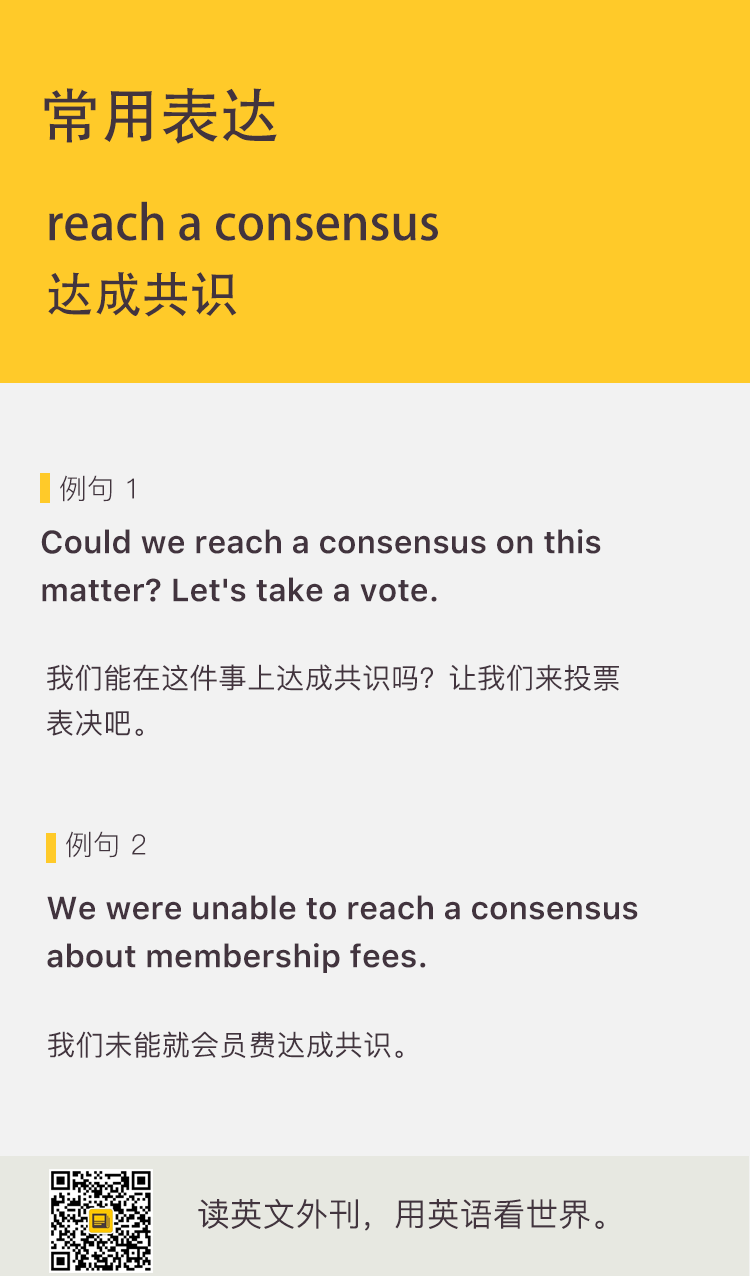 常用表达
reach a consensus
达成共识
例句 1
Could we reach a consensus on this
matter? Let's take a vote.
我们能在这件事上达成共识吗？让我们来投票
表决吧。
例句 2
We were unable to reach a consensus
about membership fees.
我们未能就会员费达成共识。
读英文外刊，用英语看世界。